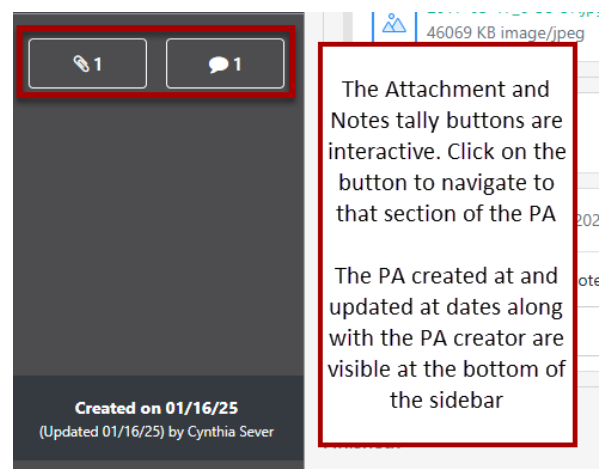 46069 KB image/jpeg
1
1
The Attachment and
Notes tally buttons are
interactive. Click on the
button to navigate to
that section of the PA
The PA created at and
updated at dates along
with the PA creator are
visible at the bottom of
the sidebar
Created on 01/16/25
(Updated 01/16/25) by Cynthia Sever